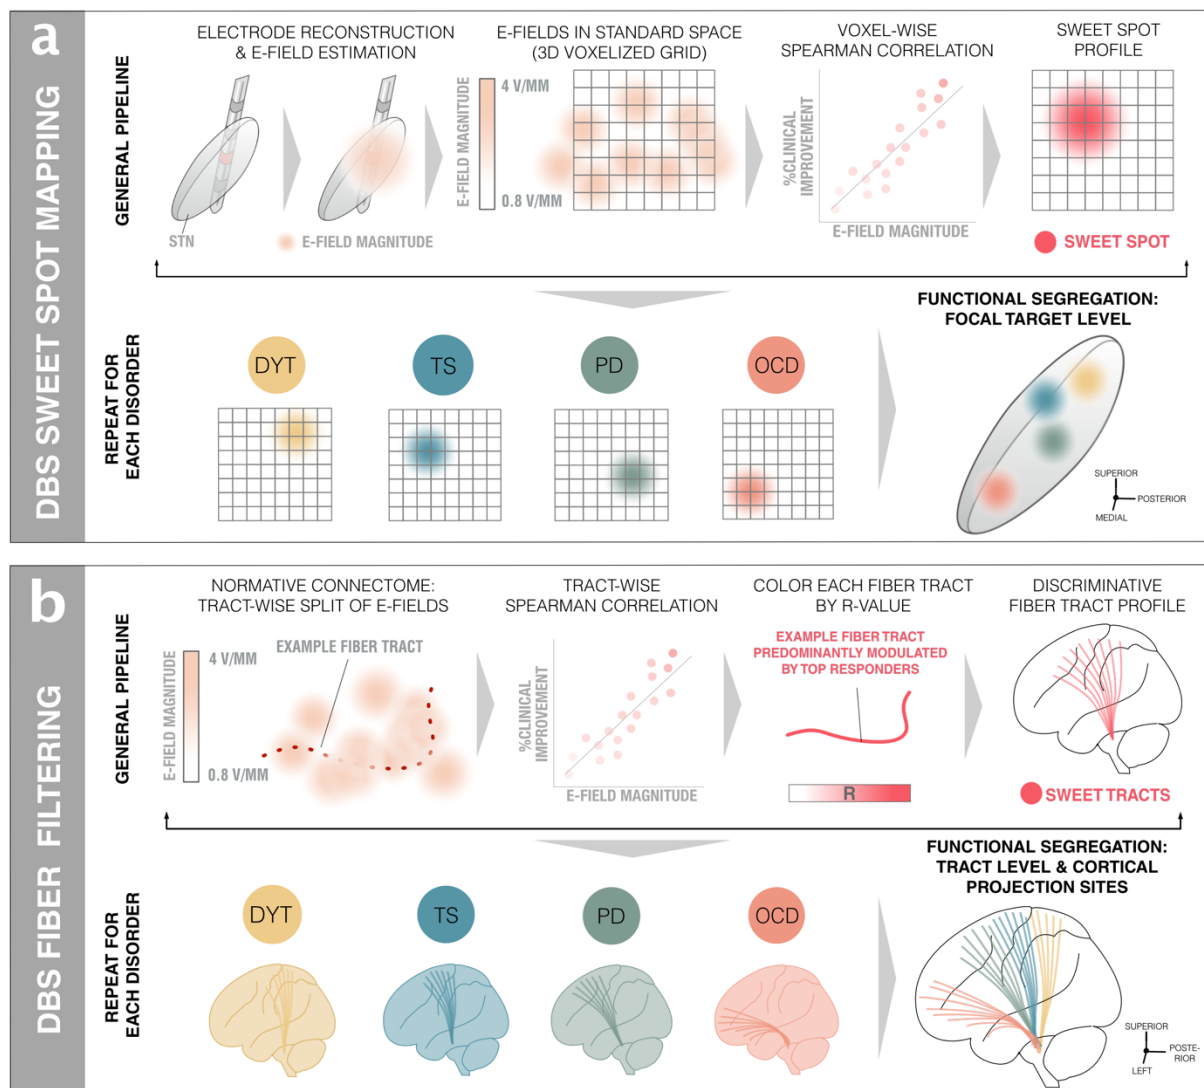 a
DBS SWEET SPOT MAPPING
GENERAL PIPELINE
ELECTRODE RECONSTRUCTION
& E-FIELD ESTIMATION
STN
E-FIELD MAGNITUDE
E-FIELDS IN STANDARD SPACE
(3D VOXELIZED GRID)
E-FIELD MAGNITUDE
4 V/MM
0.8 V/MM
VOXEL-WISE
SPEARMAN CORRELATION
%CLINICAL
IMPROVEMENT
E-FIELD MAGNITUDE
SWEET SPOT
PROFILE
SWEET SPOT
REPEAT FOR
EACH DISORDER
DYT
TS
PD
OCD
FUNCTIONAL SEGREGATION:
FOCAL TARGET LEVEL
SUPERIOR
POSTERIOR
MEDIAL
b
DBS FIBER FILTERING
GENERAL PIPELINE
NORMATIVE CONNECTOME:
TRACT-WISE SPLIT OF E-FIELDS
E-FIELD MAGNITUDE
4 V/MM
0.8 V/MM
EXAMPLE FIBER TRACT
TRACT-WISE
SPEARMAN CORRELATION
%CLINICAL
IMPROVEMENT
E-FIELD MAGNITUDE
COLOR EACH FIBER TRACT
BY R-VALUE
EXAMPLE FIBER TRACT
PREDOMINANTLY MODULATED
BY TOP RESPONDERS
R
DISCRIMINATIVE
FIBER TRACT PROFILE
SWEET TRACTS
REPEAT FOR
EACH DISORDER
DYT
TS
PD
OCD
FUNCTIONAL SEGREGATION:
TRACT LEVEL & CORTICAL
PROJECTION SITES
SUPERIOR
POSTE-
RIOR
LEFT